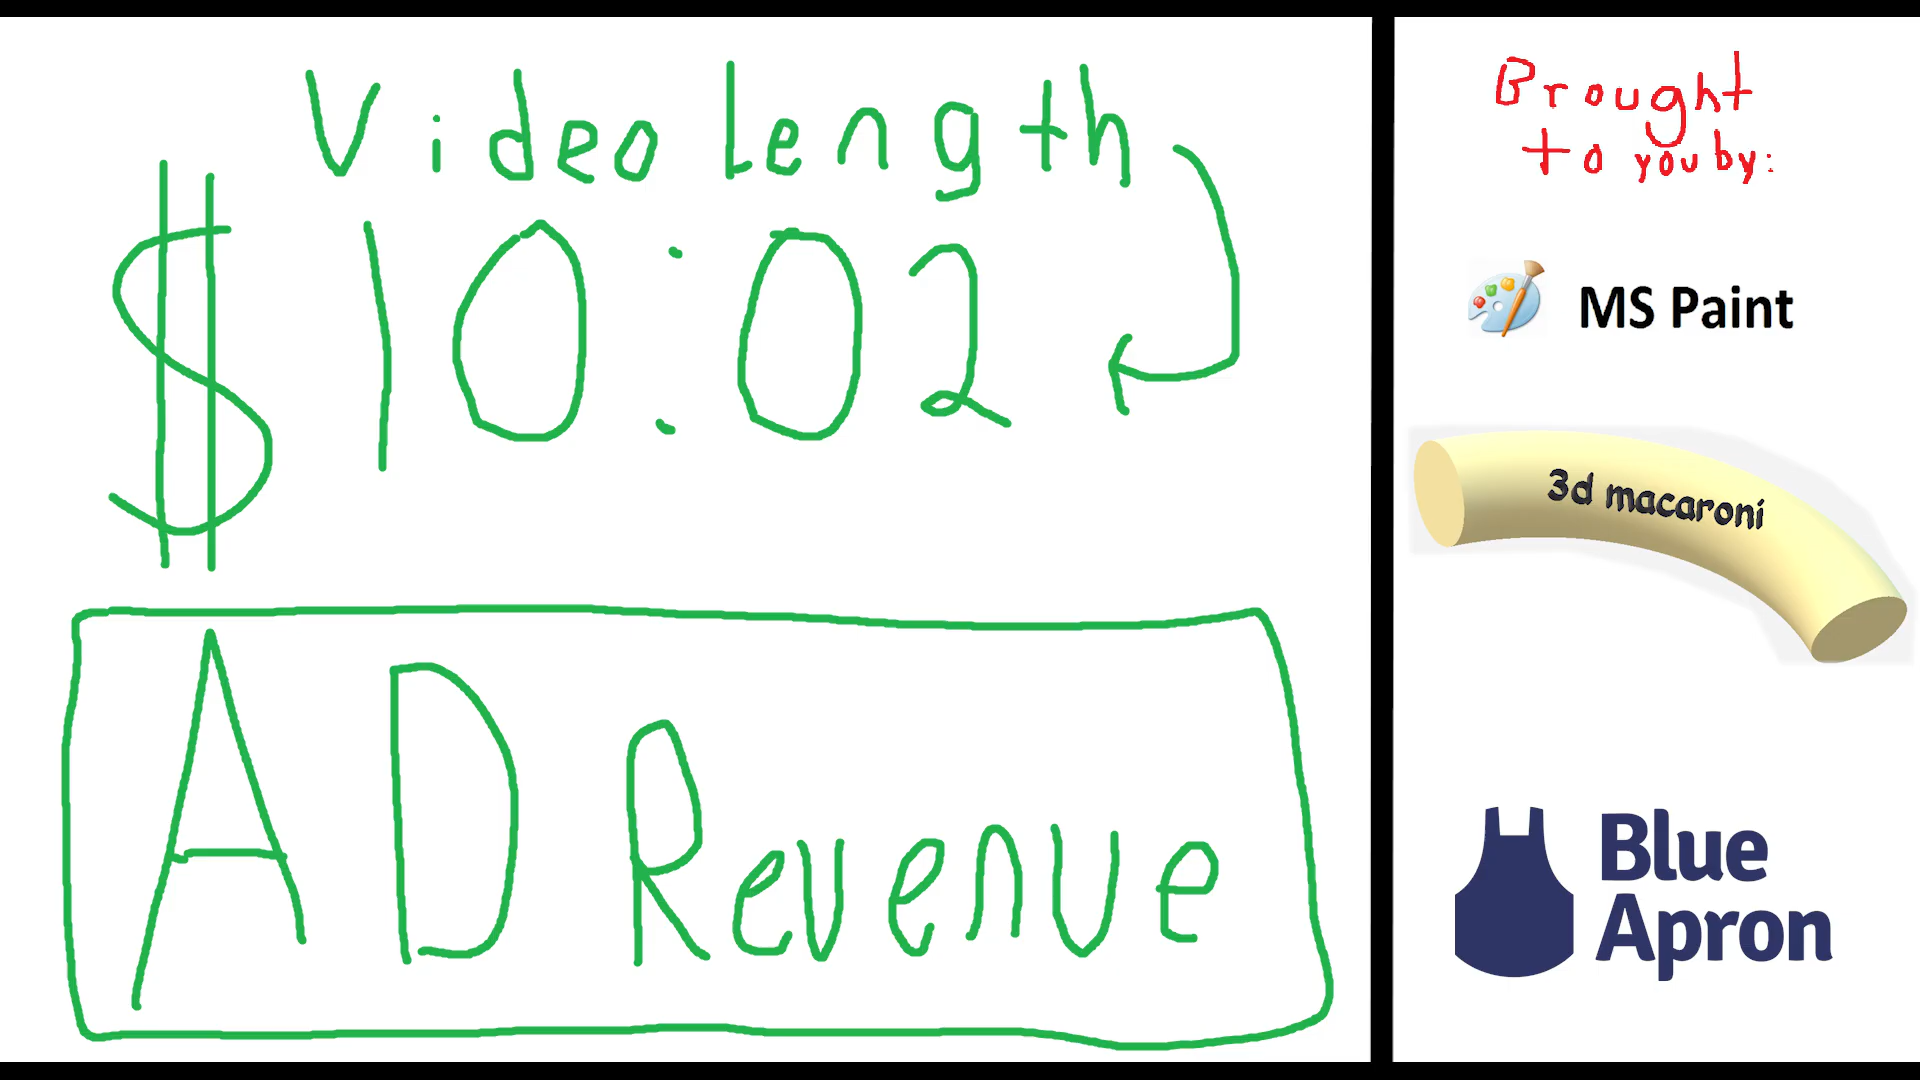 Video Length
$ 10:02
AD Revenue
Brought
to you by:
MS Paint
3d macaroni
Blue
Apron